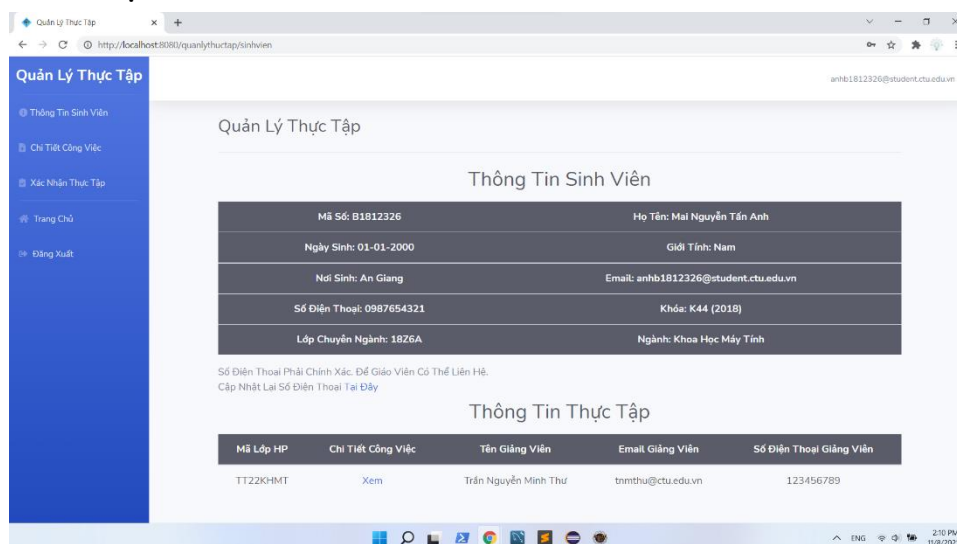 Quản Lý Thực Tập
http://localhost:8080/quanlythuctap/sinhvien
Quản Lý Thực Tập
anhb1812326@student.ctu.edu.vn
Thông Tin Sinh Viên
Chi Tiết Công Việc
Xác Nhận Thực Tập
Trang Chủ
Đăng Xuất
Quản Lý Thực Tập
Thông Tin Sinh Viên
Mã Số: B1812326 Họ Tên: Mai Nguyễn Tấn Anh
Ngày Sinh: 01-01-2000 Giới Tính: Nam
Nơi Sinh: An Giang Email: anhb1812326@student.ctu.edu.vn
Số Điện Thoại: 0987654321 Khóa: K44 (2018)
Lớp Chuyên Ngành: 18Z6A Ngành: Khoa Học Máy Tính
Số Điện Thoại Phải Chính Xác. Để Giáo Viên Có Thể Liên Hệ.
Cập Nhật Lại Số Điện Thoại Tại Đây
Thông Tin Thực Tập
Mã Lớp HP Chi Tiết Công Việc Tên Giảng Viên Email Giảng Viên Số Điện Thoại Giảng Viên
TT22KHMT Xem Trần Nguyễn Minh Thư tnmthu@ctu.edu.vn 123456789
ENG
2:10 PM